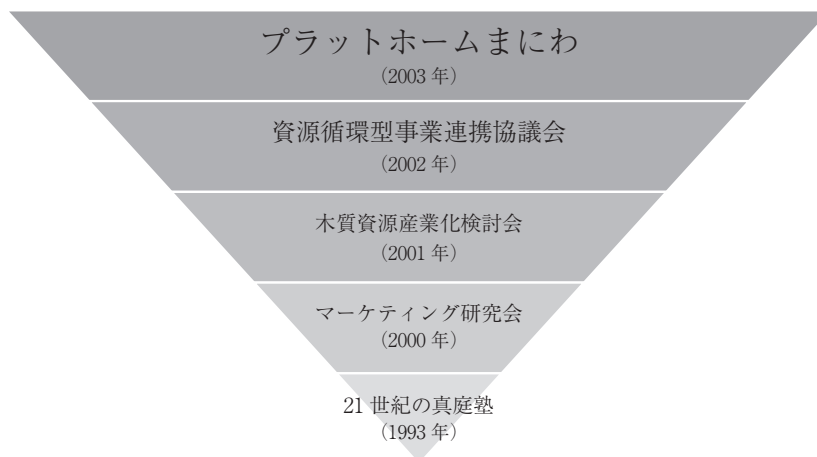 プラットホームまにわ
（2003 年）
資源循環型事業連携協議会
（2002 年）
木質資源産業化検討会
（2001 年）
マーケティング研究会
（2000 年）
21 世紀の真庭塾
（1993 年）